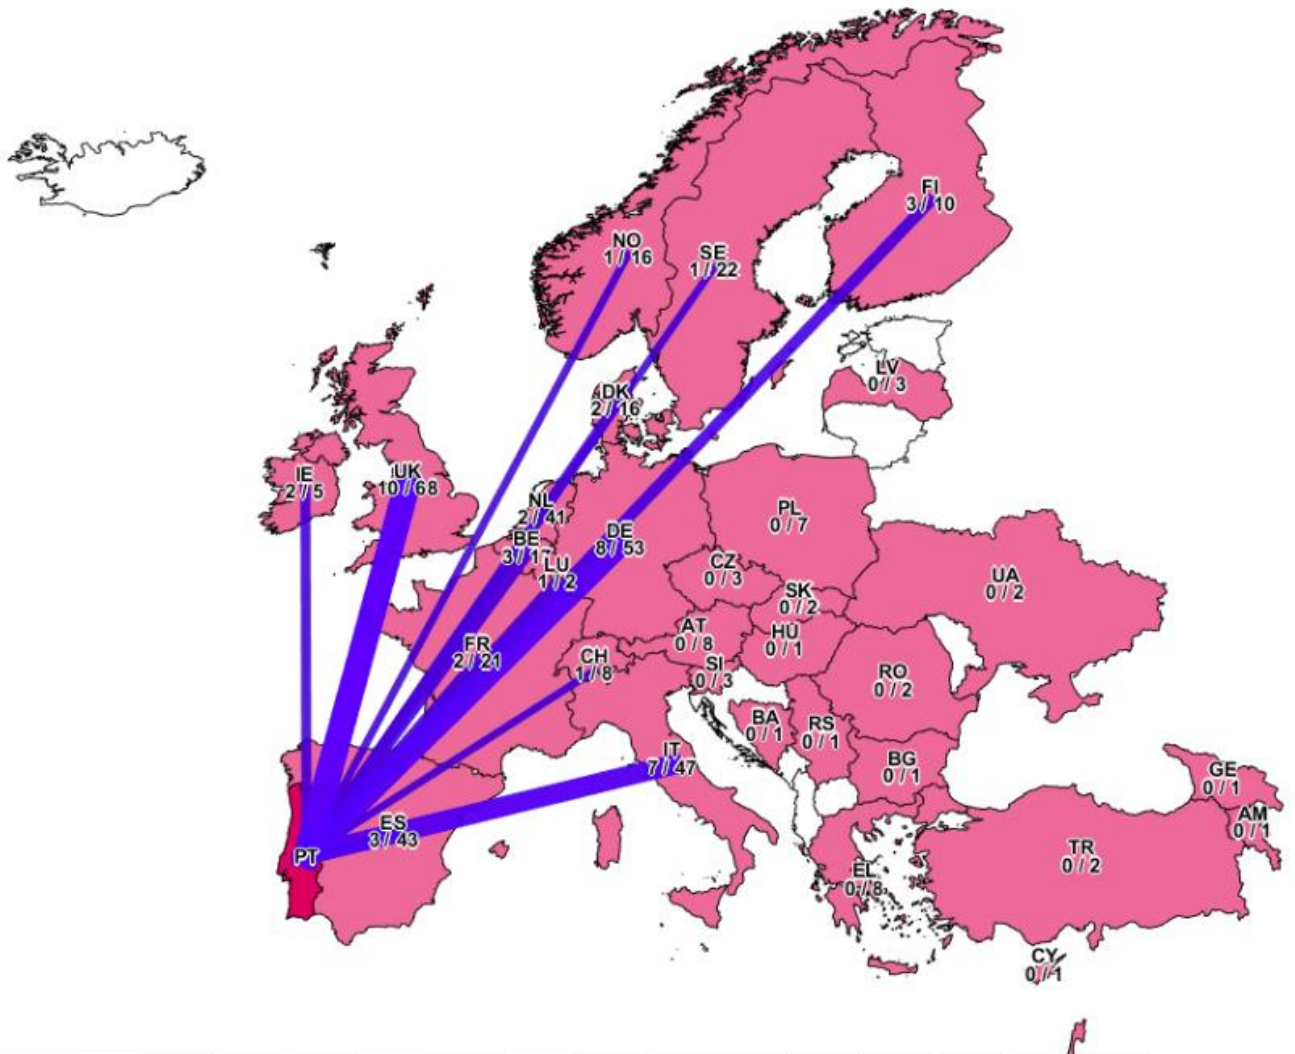 FI
3 / 10
NO
1 / 16
SE
1 / 22
LV
0 / 3
DK
2 / 16
IE
2 / 5
UK
10 / 68
NL
2 / 41
BE
3 / 1
PL
0 / 7
DE
8 / 53
LU
1 / 2
CZ
0 / 3
SK
0 / 2
UA
0 / 2
AT
0 / 8
HU
0 / 1
FR
2 / 21
CH
1 / 8
SI
0 / 3
RO
0 / 2
BA
0 / 1
RS
0 / 1
IT
7 / 47
BG
0 / 1
GE
0 / 1
AM
0 / 1
ES
3 / 43
PT
TR
0 / 2
EL
0 / 8
CY
0 / 1